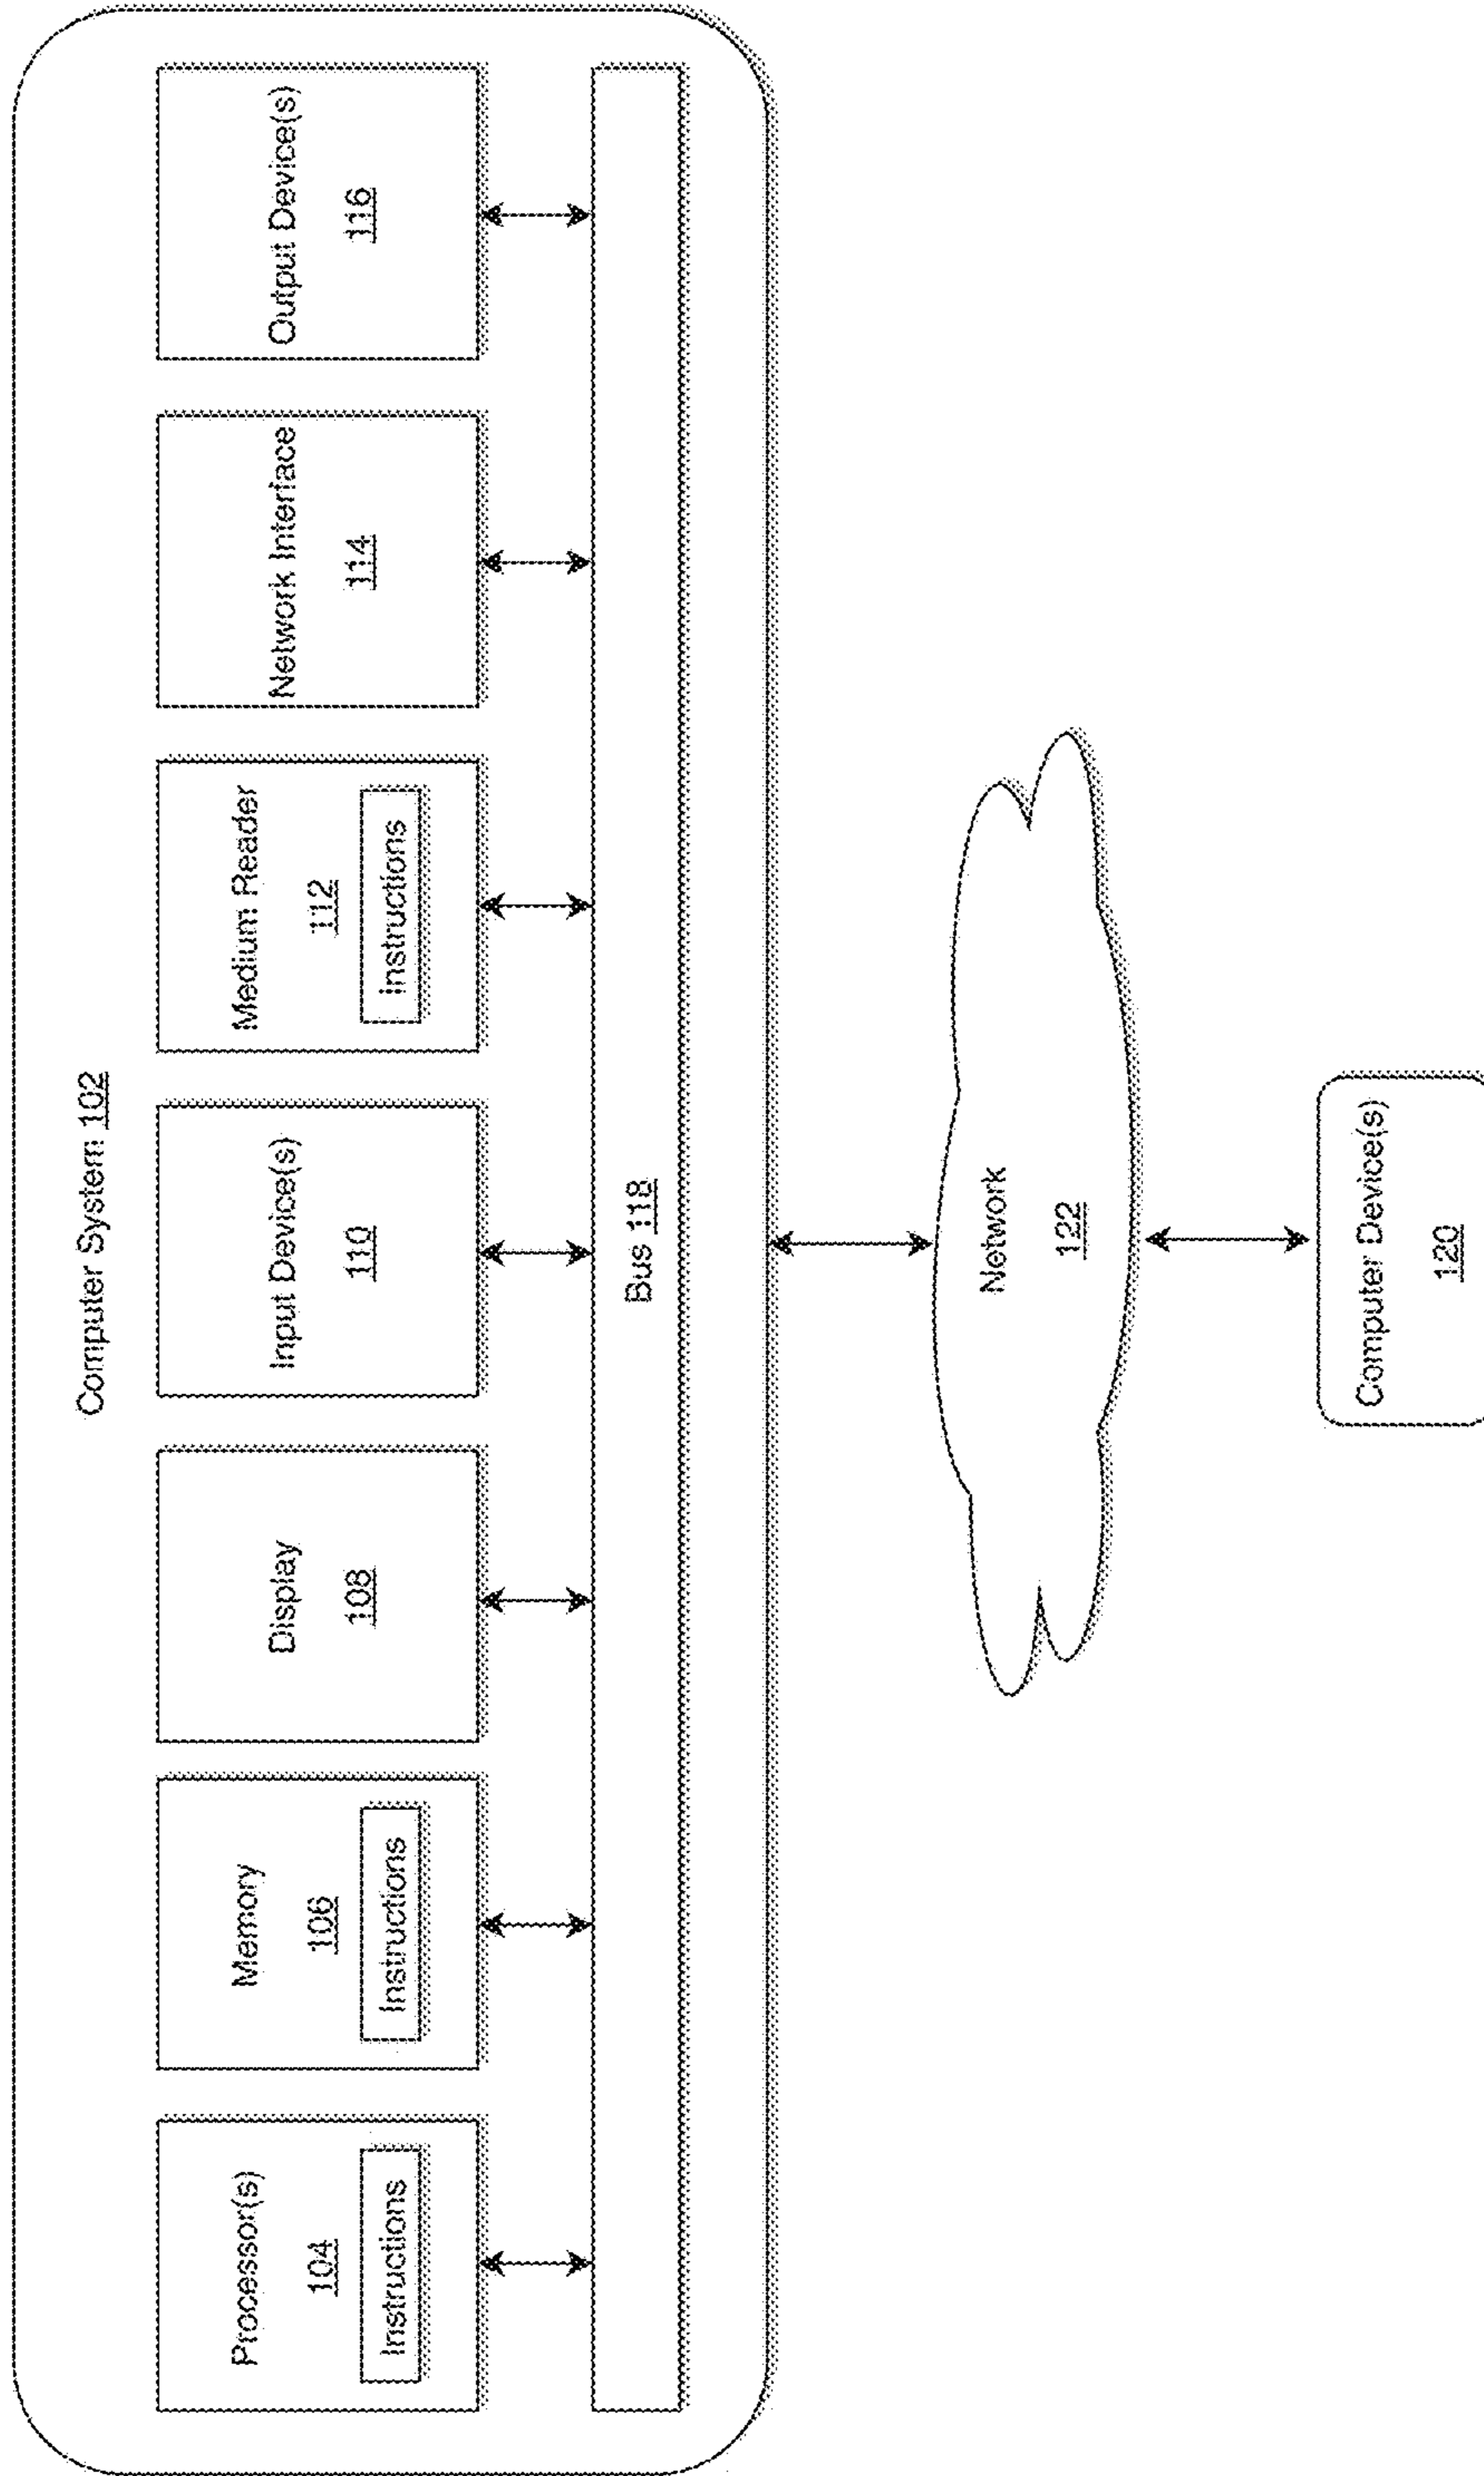 Computer System 102
Processor(s)
104
Instructions
Memory
106
Instructions
Display
108
Input Device(s)
110
Medium Reader
112
Instructions
Network Interface
114
Output Device(s)
116
Bus 118
Network
122
Computer Device(s)
120